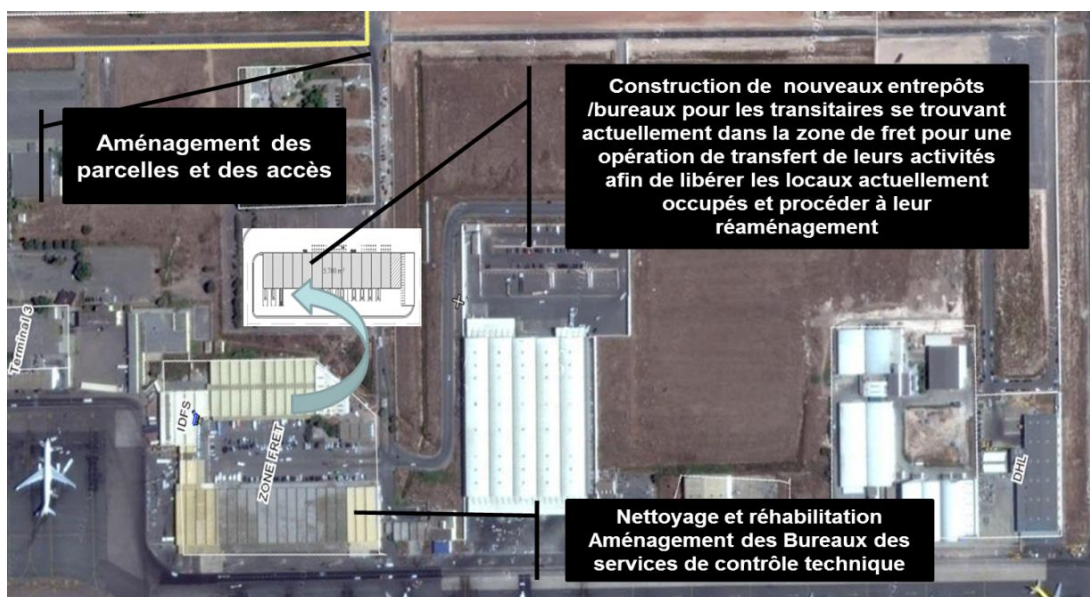 Aménagement des
parcelles et des accès
Construction de nouveaux entrepôts
/bureaux pour les transitaires se trouvant
actuellement dans la zone de fret pour une
opération de transfert de leurs activités
afin de libérer les locaux actuellement
occupés et procéder à leur
réaménagement
Terminal 3
IDFS
ZONE FRET
DHL
Nettoyage et réhabilitation
Aménagement des Bureaux des
services de contrôle technique